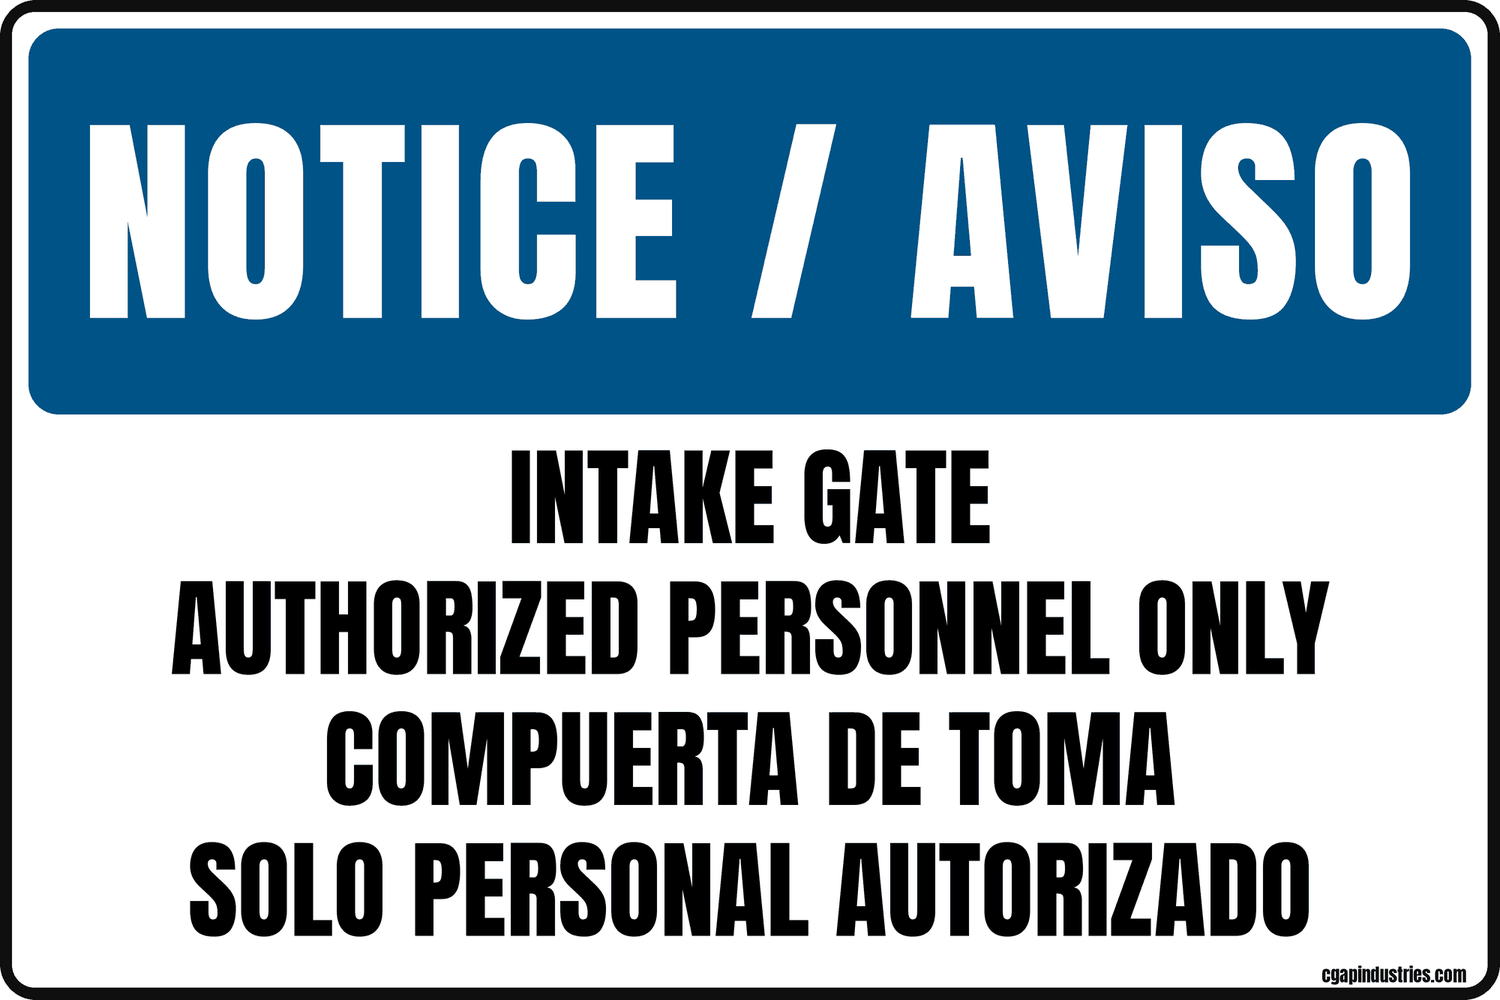 NOTICE / AVISO
INTAKE GATE
AUTHORIZED PERSONNEL ONLY
COMPUERTA DE TOMA
SOLO PERSONAL AUTORIZADO
cgapindustries.com